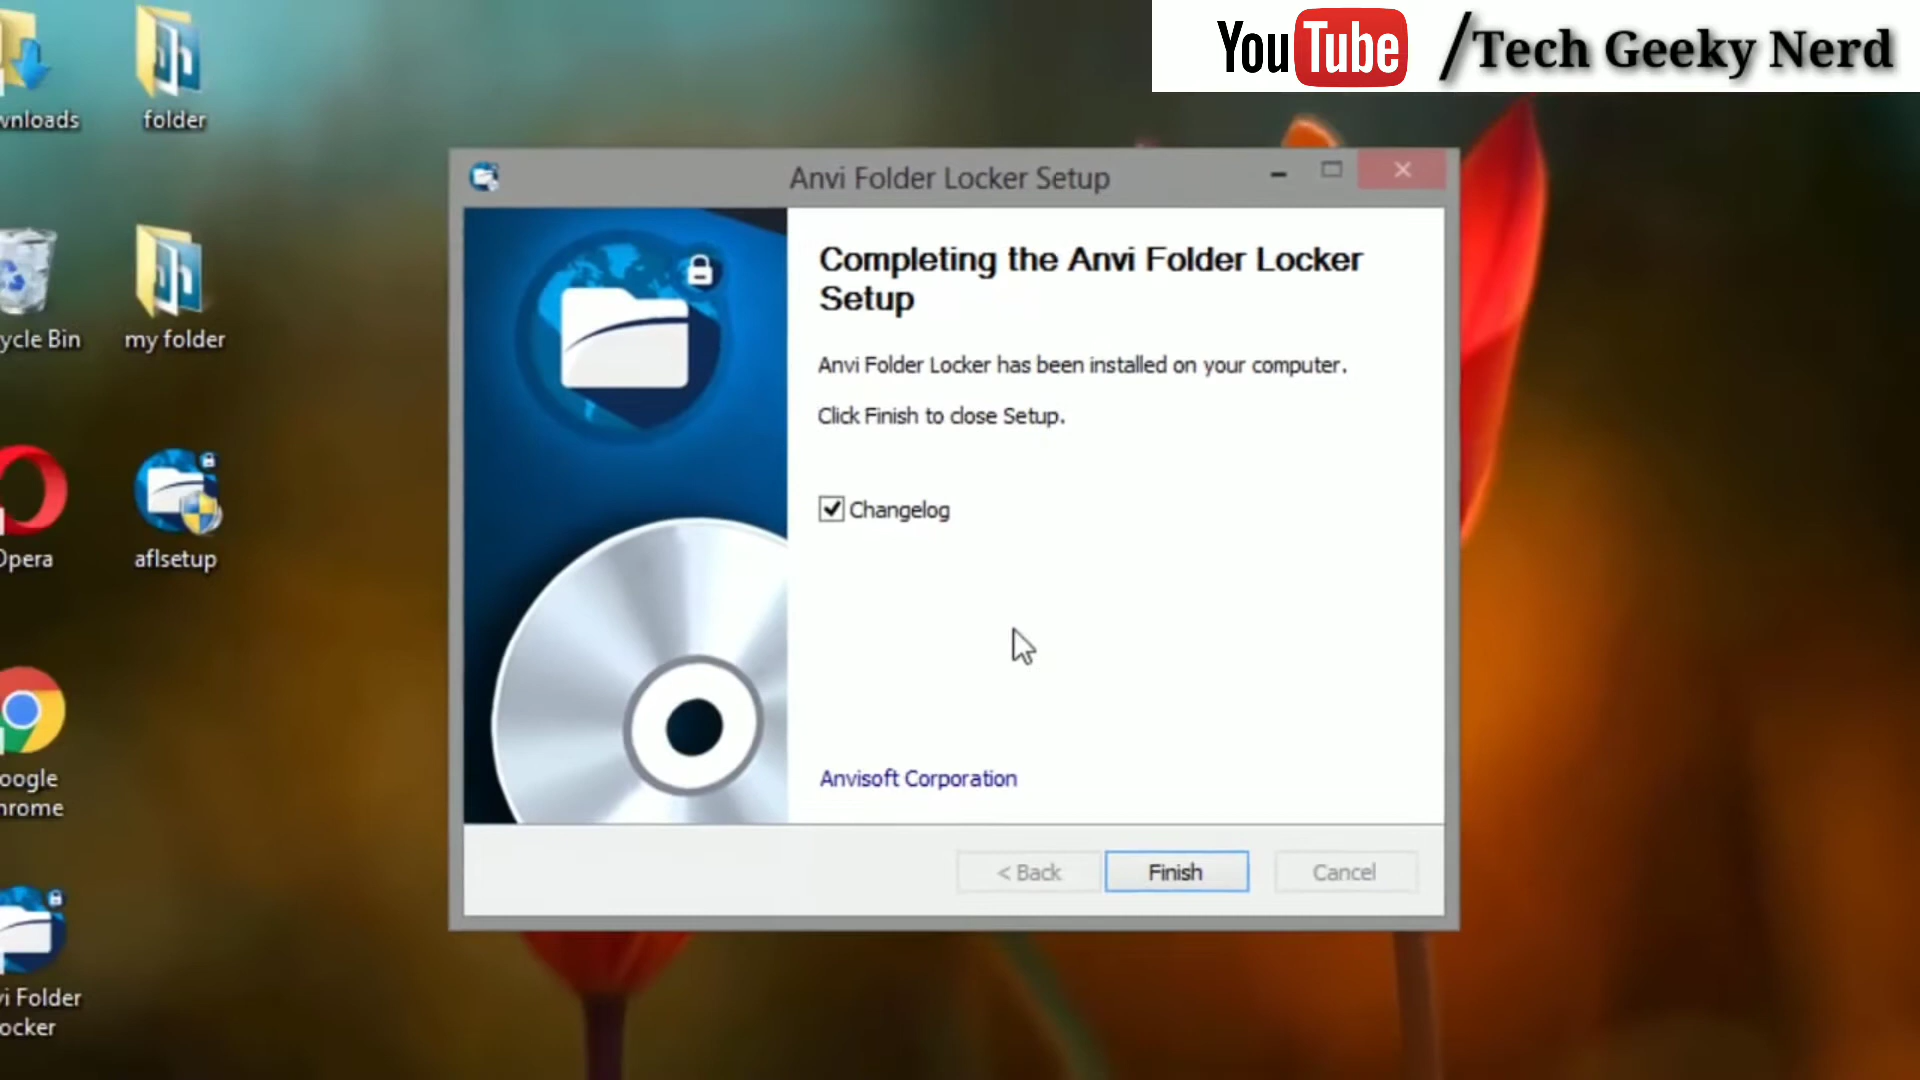 YouTube /Tech Geeky Nerd
wnloads
folder
Anvi Folder Locker Setup
Completing the Anvi Folder Locker
Setup
Anvi Folder Locker has been installed on your computer.
Click Finish to close Setup.
ycle Bin
my folder
Changelog
Opera
aflsetup
Anvisoft Corporation
oogle
hrome
< Back
Finish
Cancel
vi Folder
ocker